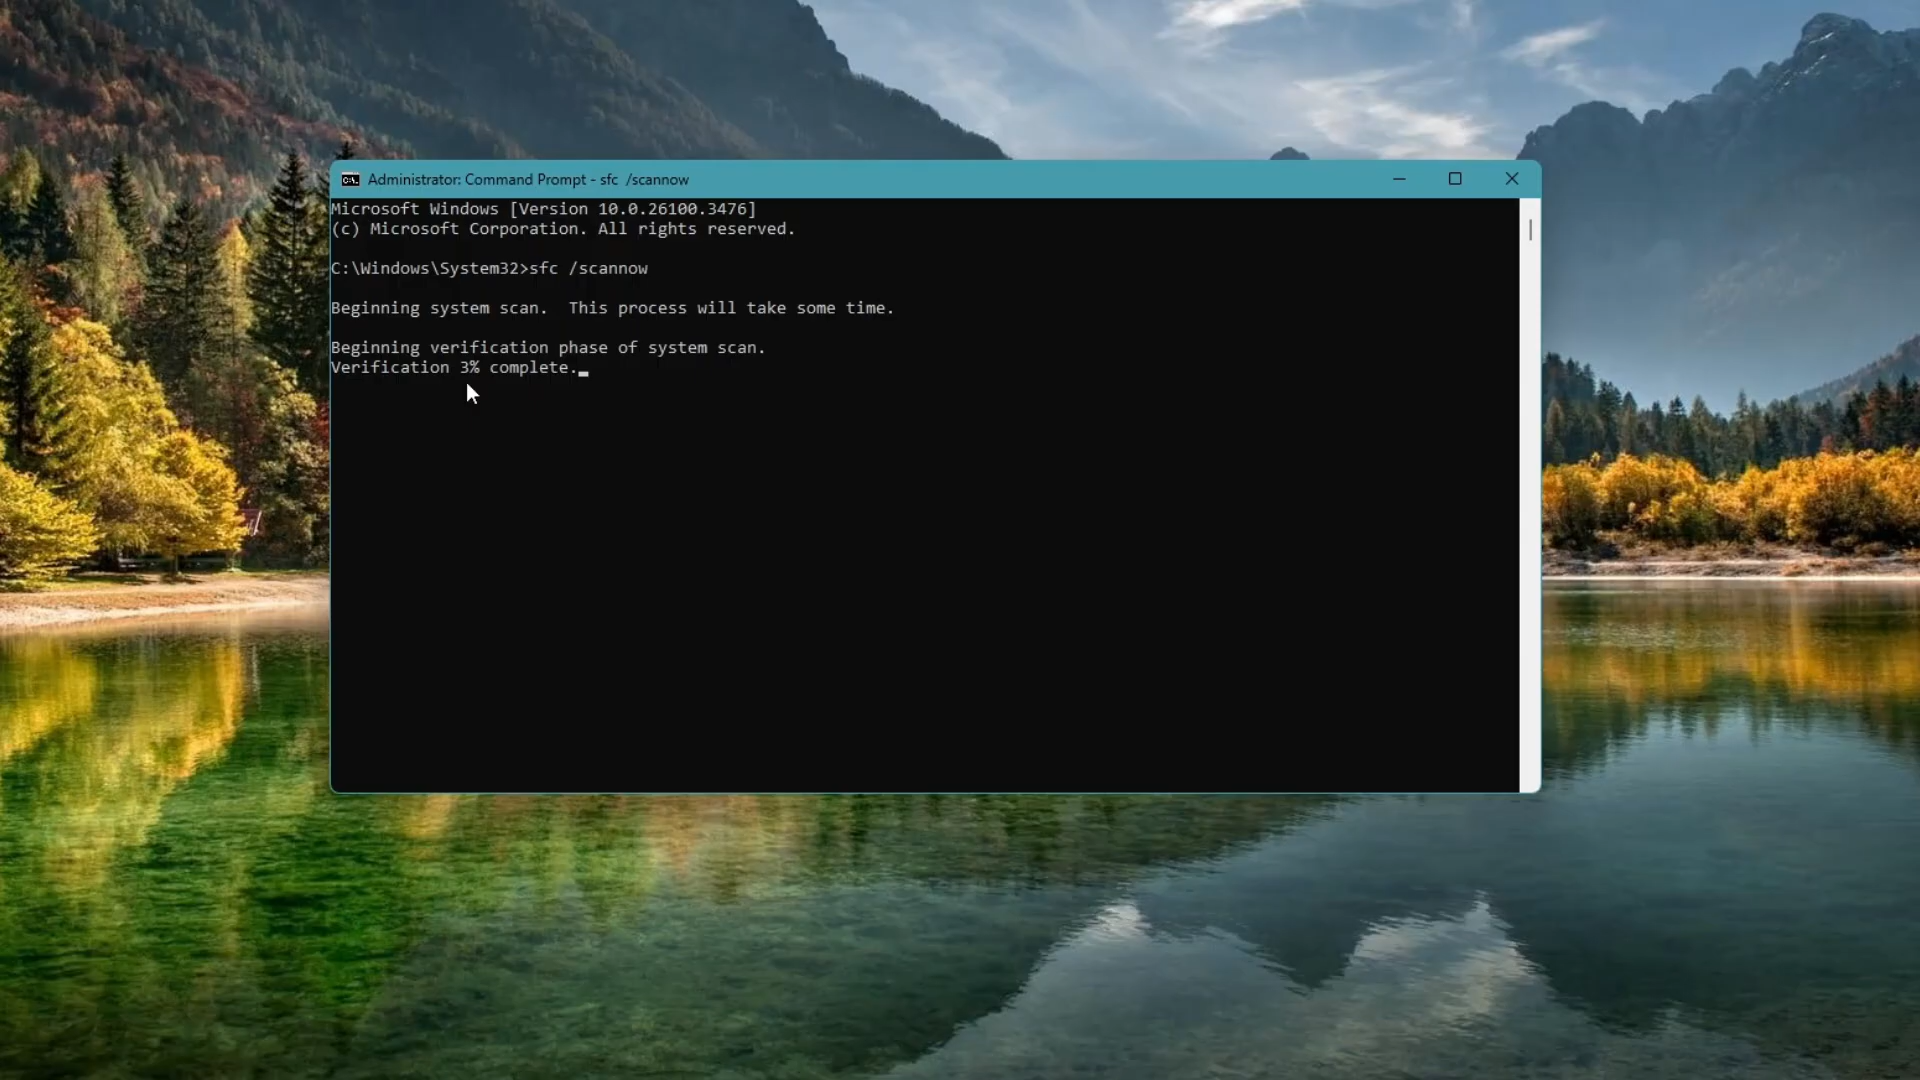 Administrator: Command Prompt - sfc  /scannow
Microsoft Windows [Version 10.0.26100.3476]
(c) Microsoft Corporation. All rights reserved.
C:\Windows\System32>sfc /scannow
Beginning system scan.  This process will take some time.
Beginning verification phase of system scan.
Verification 3% complete.